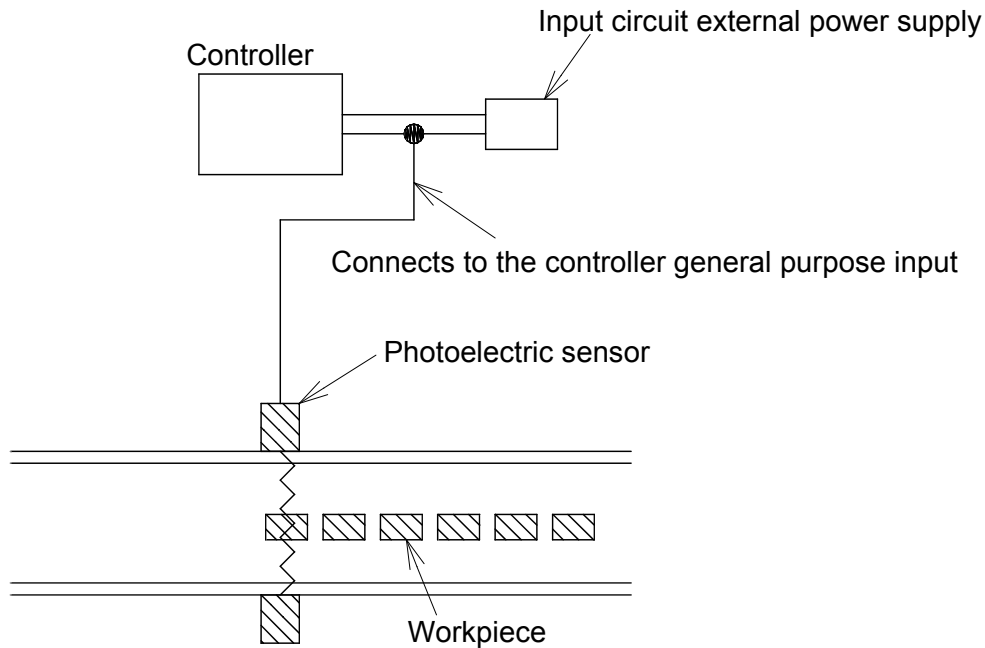 Input circuit external power supply
Controller
Connects to the controller general purpose input
Photoelectric sensor
Workpiece